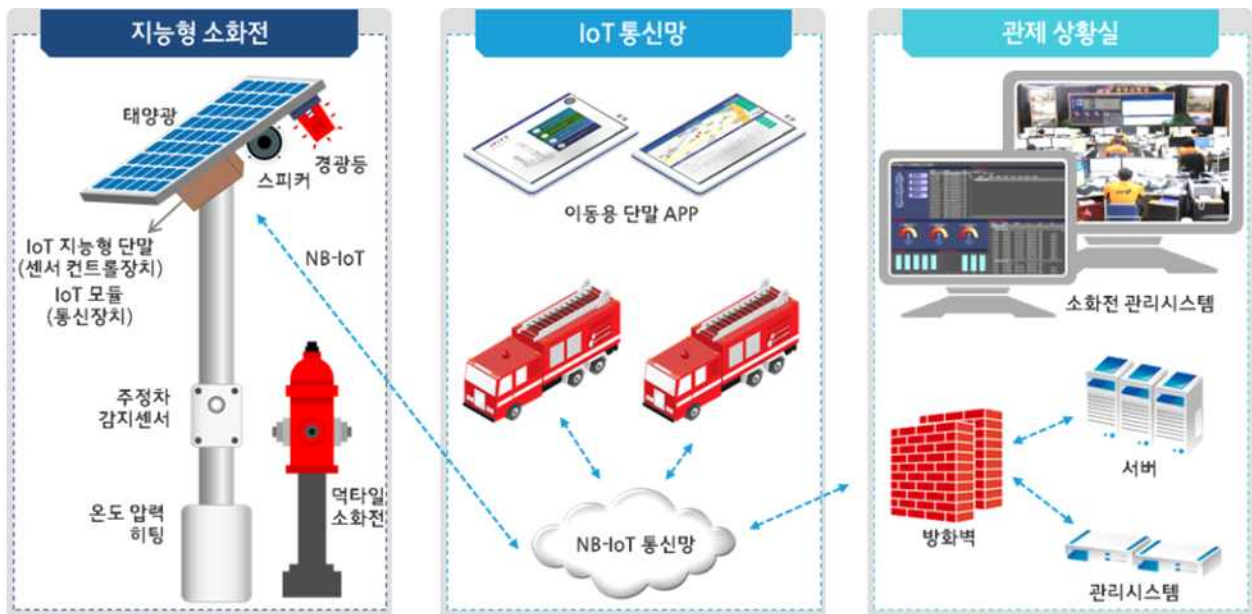 지능형 소화전
태양광
스피커
경광등
IoT 지능형 단말
(센서 컨트롤장치)
IoT 모듈
(통신장치)
NB-IoT
주정차
감지센서
온도 압력
히팅
덕타일
소화전
IoT 통신망
이동용 단말 APP
NB-IoT 통신망
관제 상황실
소화전 관리시스템
방화벽
서버
관리시스템